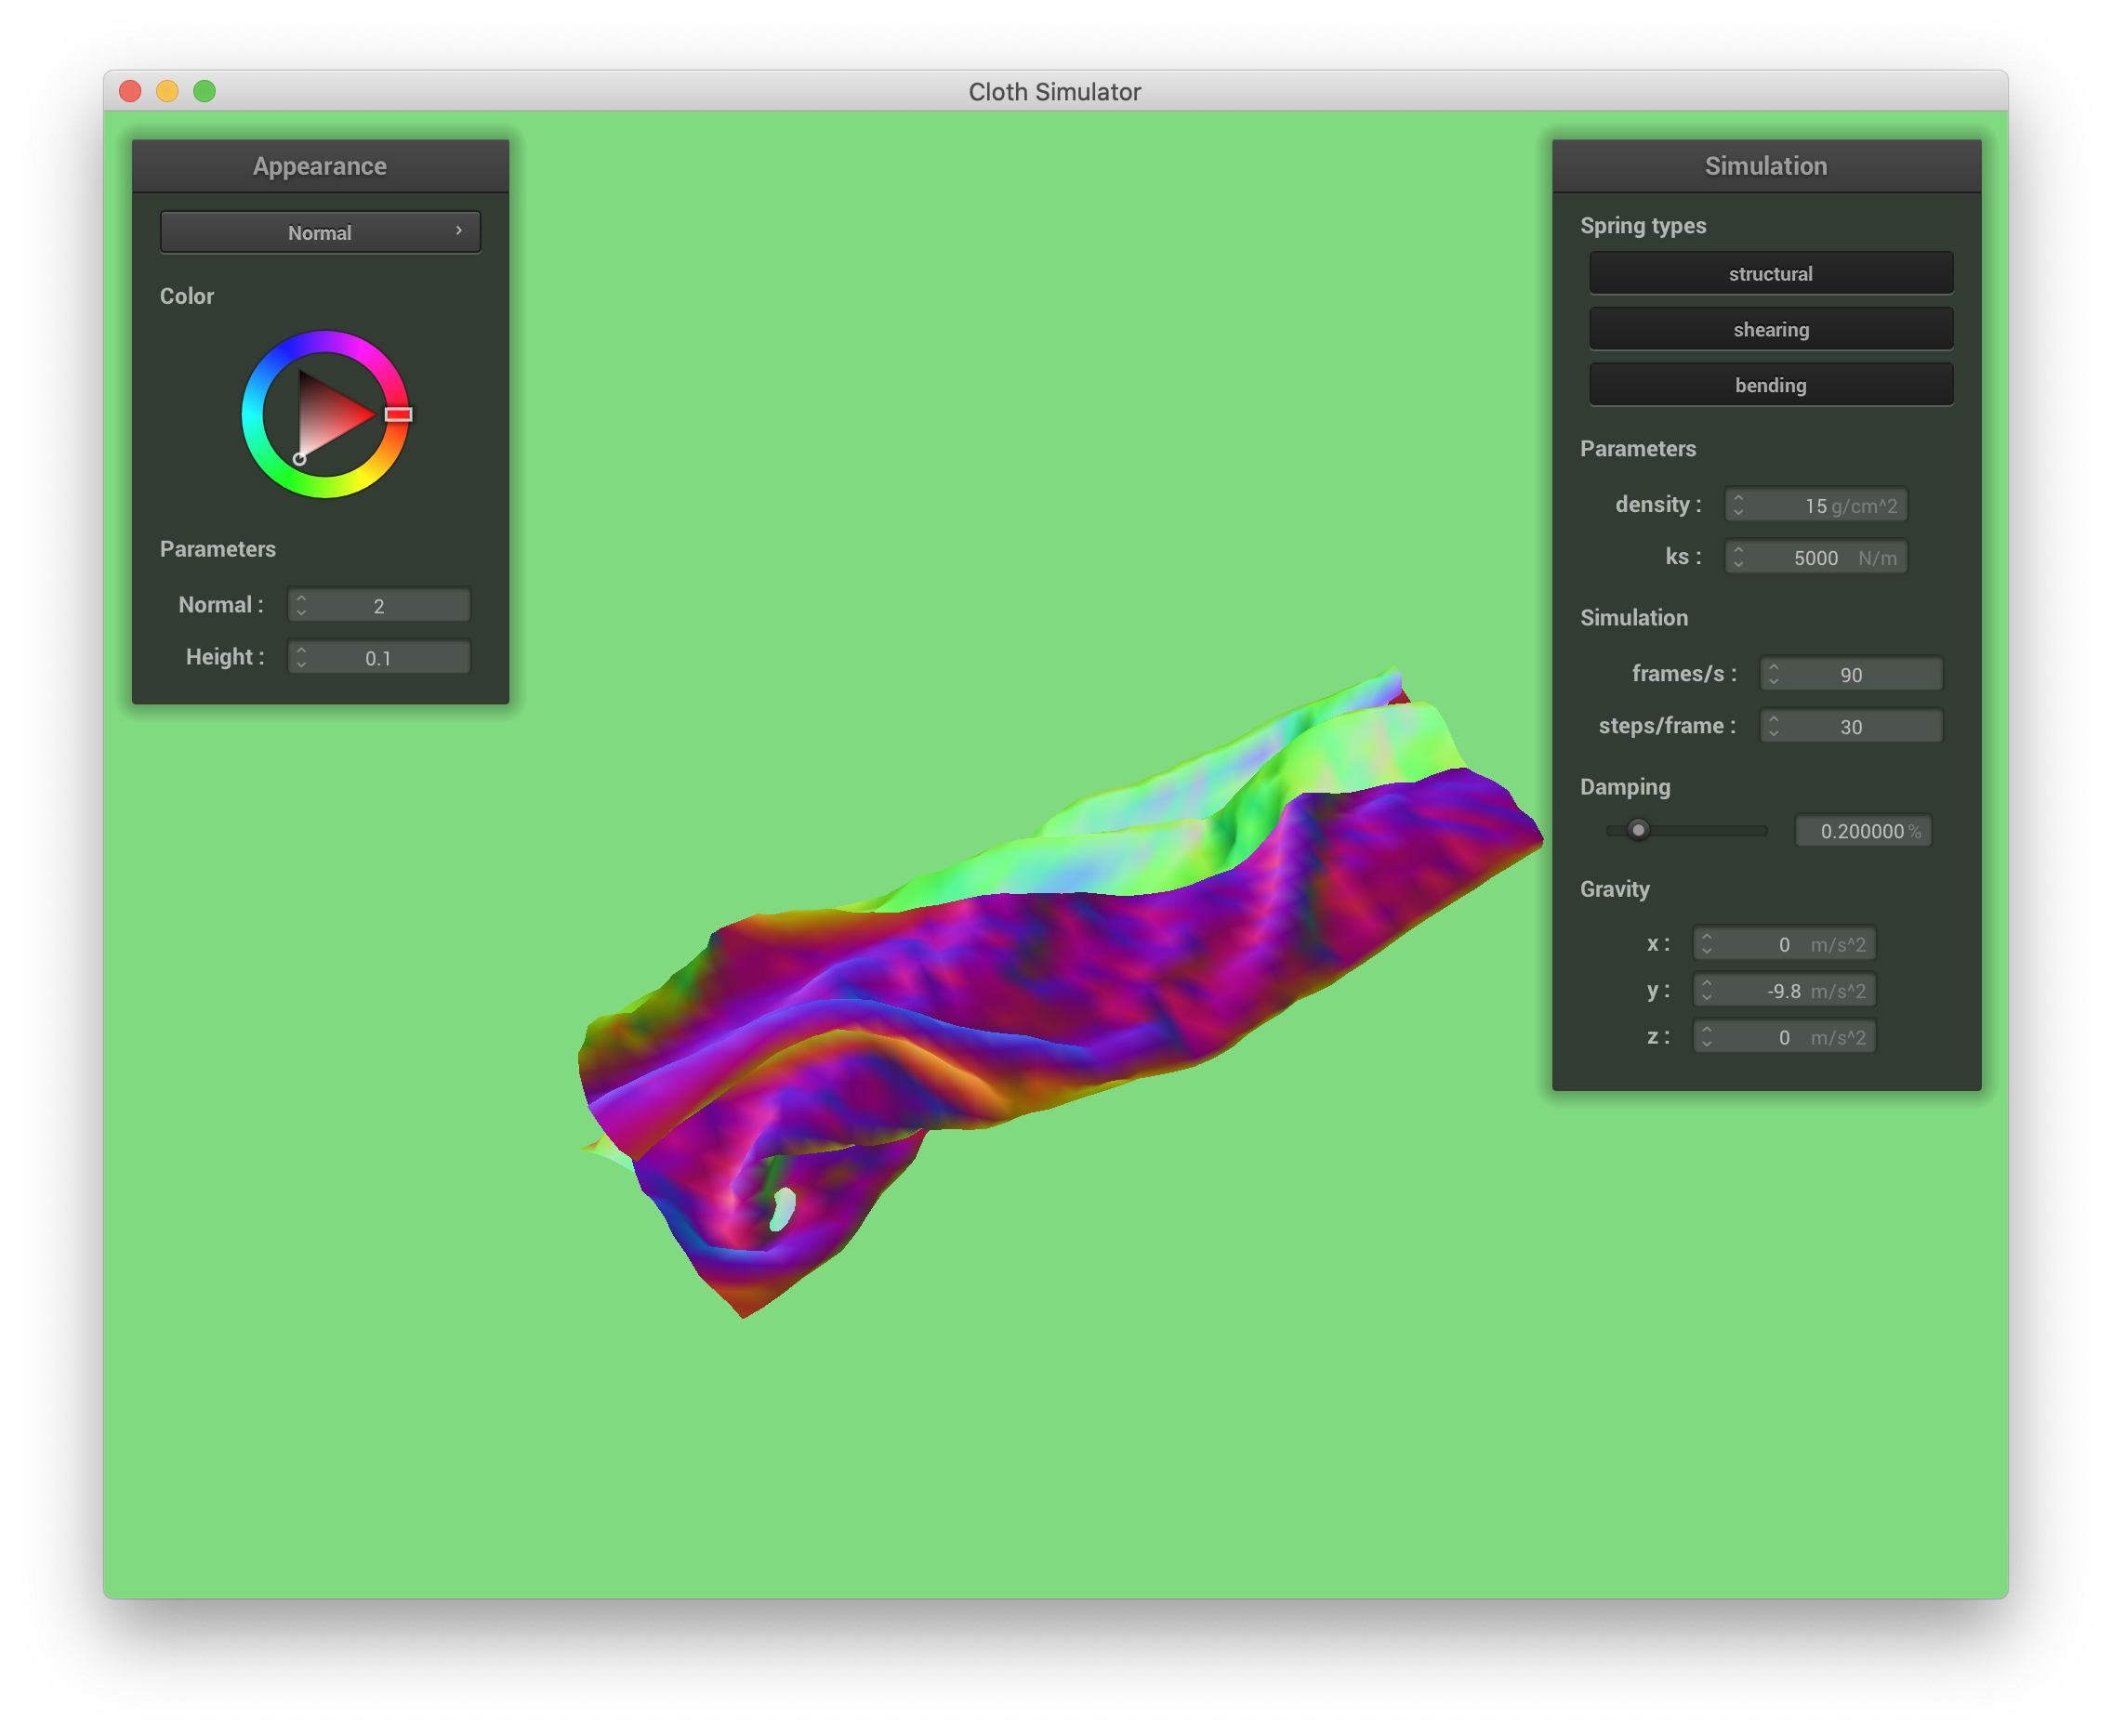 Cloth Simulator
Appearance
Normal
Color
Parameters
Normal :
2
Height :
0.1
Simulation
Spring types
structural
shearing
bending
Parameters
density :
15 g/cm^2
ks :
5000 N/m
Simulation
frames/s :
90
steps/frame :
30
Damping
0.200000 %
Gravity
x :
0 m/s^2
y :
-9.8 m/s^2
z :
0 m/s^2